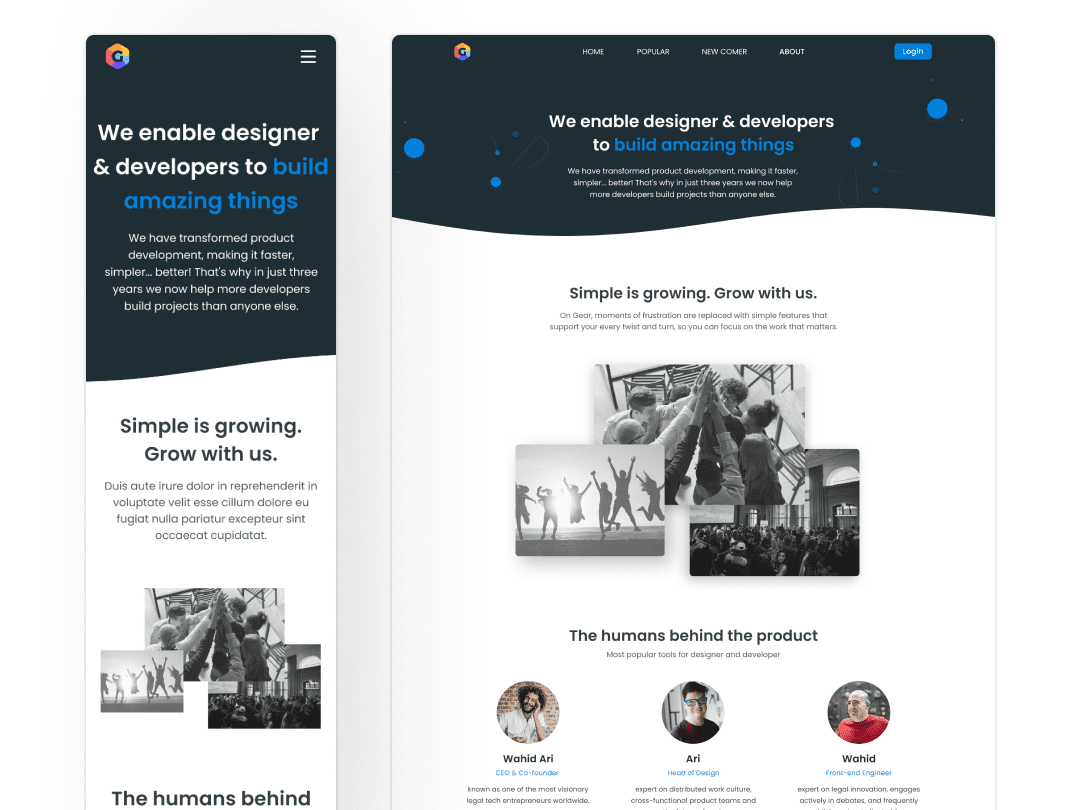 We enable designer
& developers to build
amazing things
We have transformed product
development, making it faster,
simpler... better! That's why in just three
years we now help more developers
build projects than anyone else.
Simple is growing.
Grow with us.
Duis aute irure dolor in reprehenderit in
voluptate velit esse cillum dolore eu
fugiat nulla pariatur excepteur sint
occaecat cupidatat.
The humans behind
HOME POPULAR NEW COMER ABOUT Login
We enable designer & developers
to build amazing things
We have transformed product development, making it faster,
simpler... better! That's why in just three years we now help
more developers build projects than anyone else.
Simple is growing. Grow with us.
On Gear, moments of frustration are replaced with simple features that
support your every twist and turn, so you can focus on the work that matters.
The humans behind the product
Most popular tools for designer and developer
Wahid Ari
CEO & Co-founder
known as one of the most visionary
legal tech entrepreneurs worldwide.
Ari
Head of Design
expert on distributed work culture,
cross-functional product teams and
Wahid
Front-end Engineer
expert on legal innovation, engages
actively in debates, and frequently